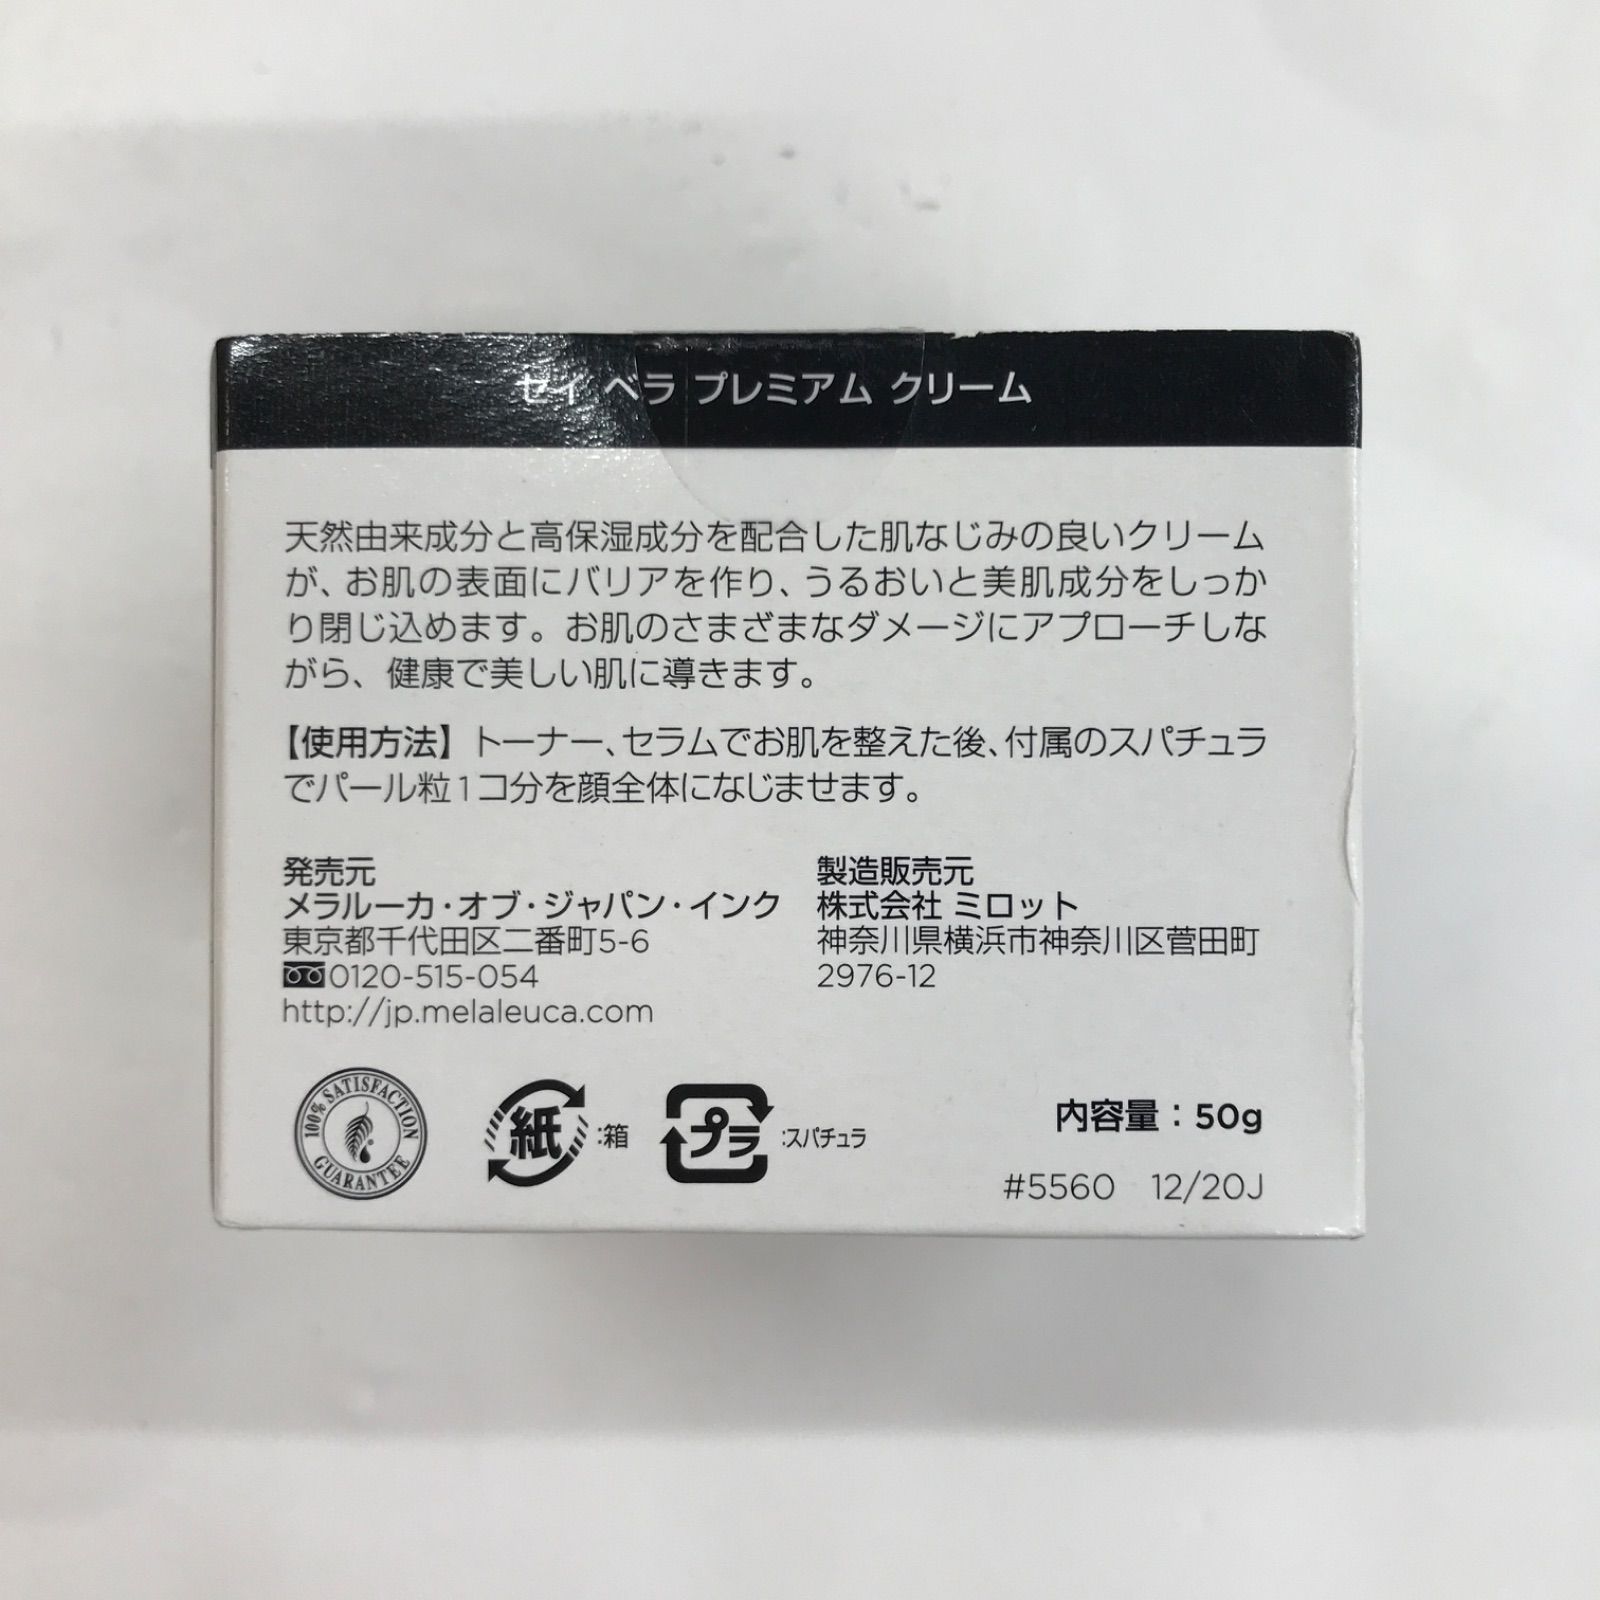 セイ ベラ プレミアム クリーム
天然由来成分と高保湿成分を配合した肌なじみの良いクリーム
が、お肌の表面にバリアを作り、うるおいと美肌成分をしっか
り閉じ込めます。お肌のさまざまなダメージにアプローチしな
がら、健康で美しい肌に導きます。
【使用方法】トーナー、セラムでお肌を整えた後、付属のスパチュラ
でパール粒1コ分を顔全体になじませます。
発売元
メラルーカ・オブ・ジャパン・インク
東京都千代田区二番町5-6
0120-515-054
http://jp.melaleuca.com
製造販売元
株式会社 ミロット
神奈川県横浜市神奈川区菅田町
2976-12
100% SATISFACTION GUARANTEE
紙:箱
プラ:スパチュラ
内容量：50g
#5560 12/20J